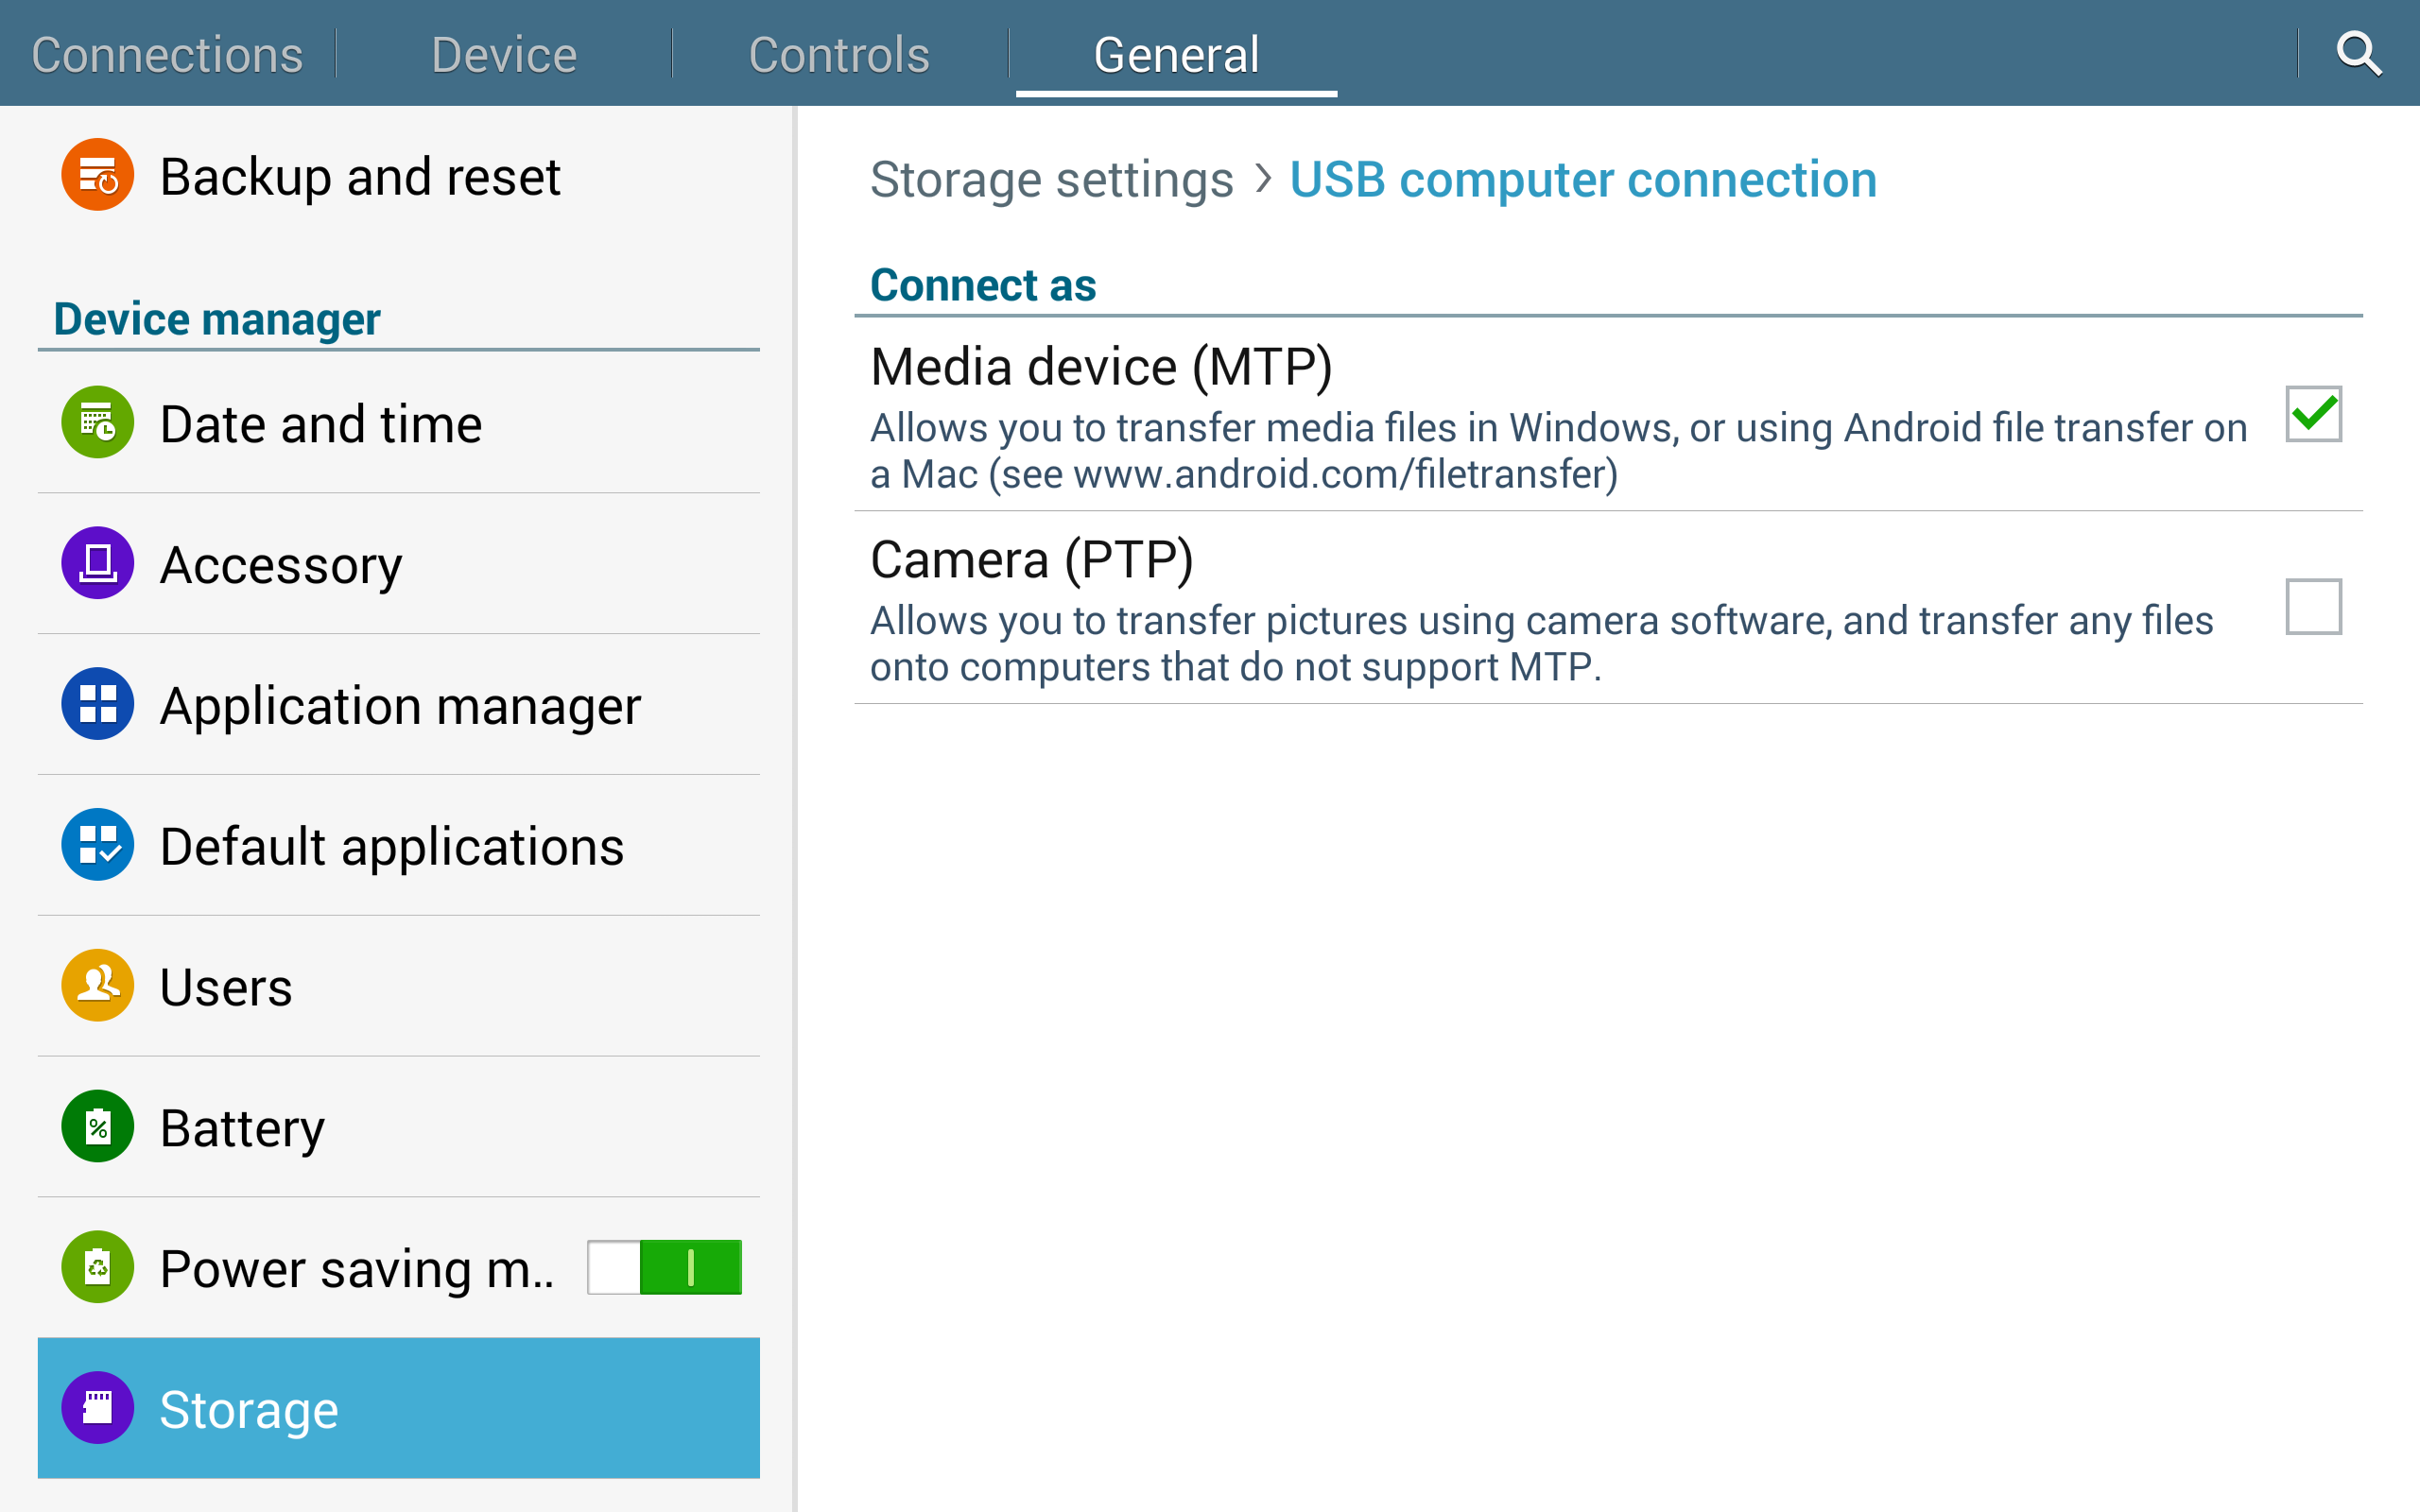 Connections
Device
Controls
General
Backup and reset
Device manager
Date and time
Accessory
Application manager
Default applications
Users
Battery
Power saving m..
Storage
Storage settings > USB computer connection
Connect as
Media device (MTP)
Allows you to transfer media files in Windows, or using Android file transfer on
a Mac (see www.android.com/filetransfer)
Camera (PTP)
Allows you to transfer pictures using camera software, and transfer any files
onto computers that do not support MTP.